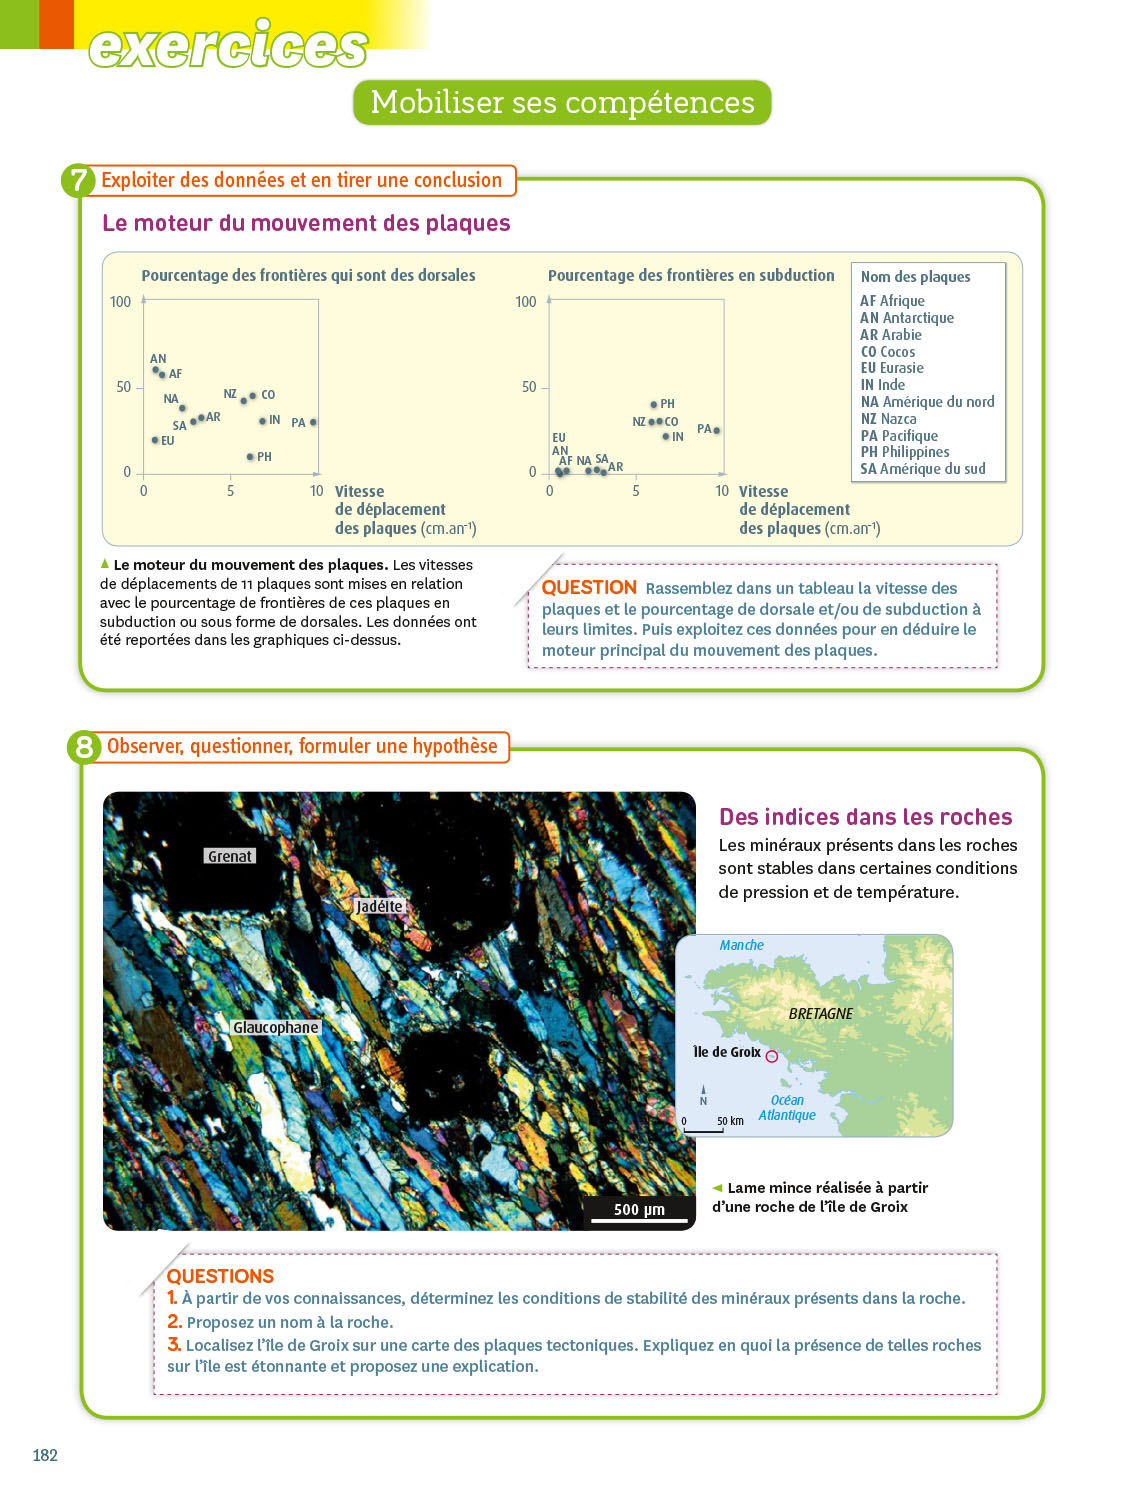 exercices
Mobiliser ses compétences
7 Exploiter des données et en tirer une conclusion
Le moteur du mouvement des plaques
Pourcentage des frontières qui sont des dorsales
100
50
0
0
5
10
AN
AF
NA
SA
AR
EU
NZ
CO
IN
PA
PH
Vitesse
de déplacement
des plaques (cm.an⁻¹)
Pourcentage des frontières en subduction
100
50
0
0
5
10
EU
AN
AF
NA
SA
AR
PH
NZ
CO
IN
PA
Vitesse
de déplacement
des plaques (cm.an⁻¹)
Nom des plaques
AF Afrique
AN Antarctique
AR Arabie
CO Cocos
EU Eurasie
IN Inde
NA Amérique du nord
NZ Nazca
PA Pacifique
PH Philippines
SA Amérique du sud
Le moteur du mouvement des plaques. Les vitesses
de déplacements de 11 plaques sont mises en relation
avec le pourcentage de frontières de ces plaques en
subduction ou sous forme de dorsales. Les données ont
été reportées dans les graphiques ci-dessus.
QUESTION Rassemblez dans un tableau la vitesse des
plaques et le pourcentage de dorsale et/ou de subduction à
leurs limites. Puis exploitez ces données pour en déduire le
moteur principal du mouvement des plaques.
8 Observer, questionner, formuler une hypothèse
Grenat
Jadéite
Glaucophane
500 µm
Des indices dans les roches
Les minéraux présents dans les roches
sont stables dans certaines conditions
de pression et de température.
Manche
BRETAGNE
Île de Groix
N
Océan
Atlantique
0 50 km
Lame mince réalisée à partir
d'une roche de l'île de Groix
QUESTIONS
1. À partir de vos connaissances, déterminez les conditions de stabilité des minéraux présents dans la roche.
2. Proposez un nom à la roche.
3. Localisez l'île de Groix sur une carte des plaques tectoniques. Expliquez en quoi la présence de telles roches
sur l'île est étonnante et proposez une explication.
182